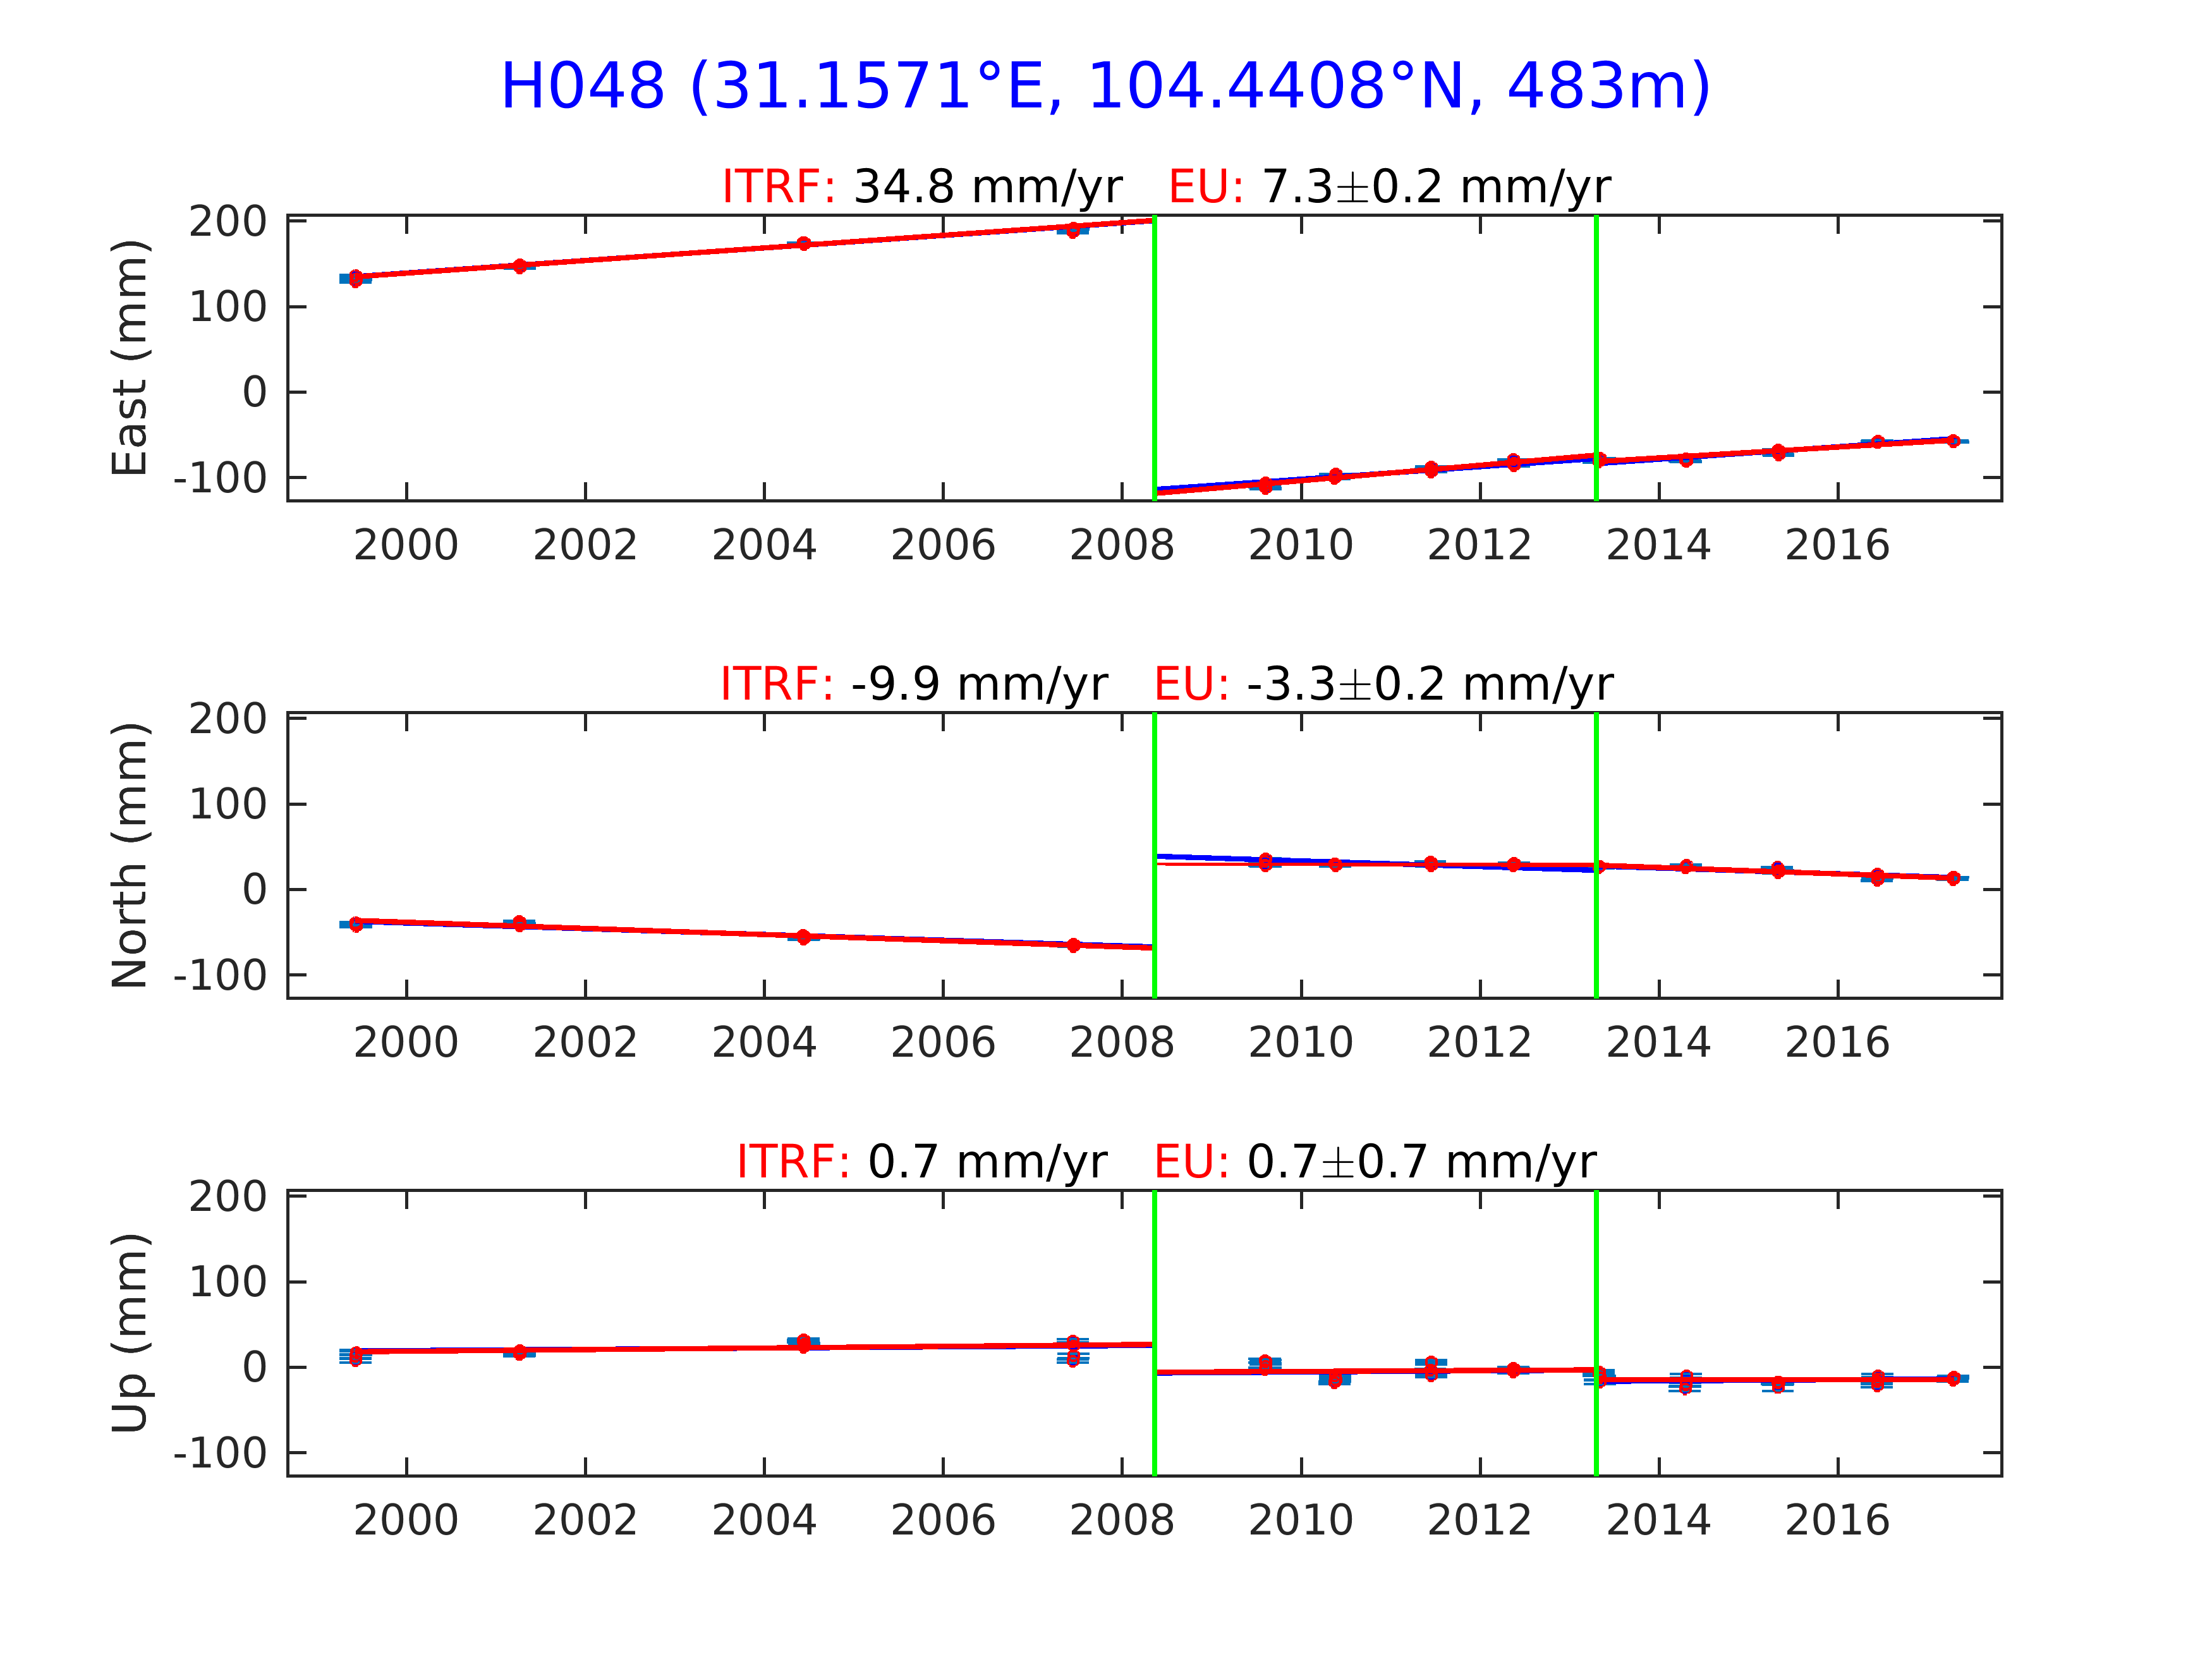 H048 (31.1571°E, 104.4408°N, 483m)
ITRF: 34.8 mm/yr EU: 7.3±0.2 mm/yr
East (mm)
200
100
0
-100
2000 2002 2004 2006 2008 2010 2012 2014 2016
ITRF: -9.9 mm/yr EU: -3.3±0.2 mm/yr
North (mm)
200
100
0
-100
2000 2002 2004 2006 2008 2010 2012 2014 2016
ITRF: 0.7 mm/yr EU: 0.7±0.7 mm/yr
Up (mm)
200
100
0
-100
2000 2002 2004 2006 2008 2010 2012 2014 2016